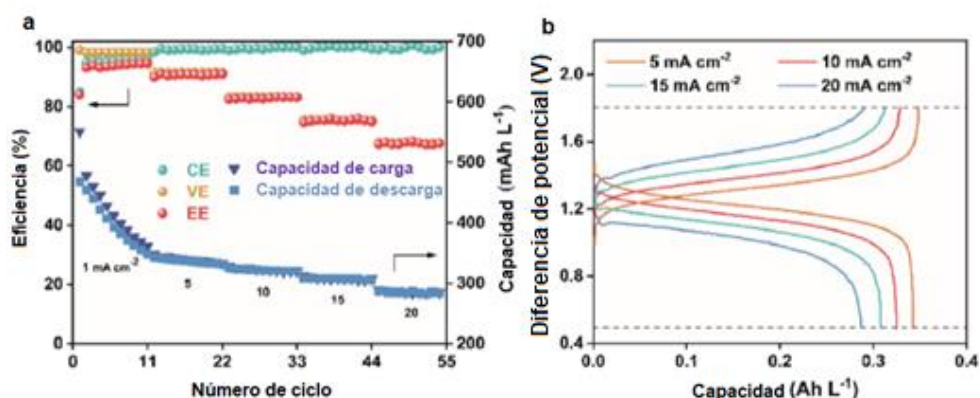 a
100
80
60
40
20
0
Eficiencia (%)
CE
VE
EE
Capacidad de carga
Capacidad de descarga
1 mA cm-2
5
10
15
20
700
600
500
400
300
200
Capacidad (mAh L⁻¹)
0 11 22 33 44 55
Número de ciclo
b
5 mA cm⁻² 10 mA cm⁻²
15 mA cm⁻² 20 mA cm⁻²
2.0
1.6
1.2
0.8
0.4
Diferencia de potencial (V)
0.0 0.1 0.2 0.3 0.4
Capacidad (Ah L⁻¹)